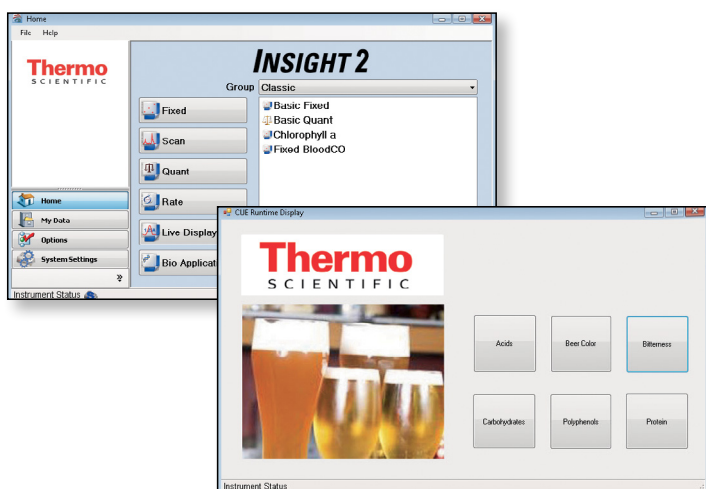 Home
File Help
Thermo
SCIENTIFIC
INSIGHT 2
Group Classic
Fixed
Scan
Quant
Rate
Live Display
Bio Applicat
Basic Fixed
Basic Quant
Chlorophyll a
Fixed BloodCO
Home
My Data
Options
System Settings
Instrument Status
CUE Runtime Display
Thermo
SCIENTIFIC
Acids
Beer Color
Bitterness
Carbohydrates
Polyphenols
Protein
Instrument Status